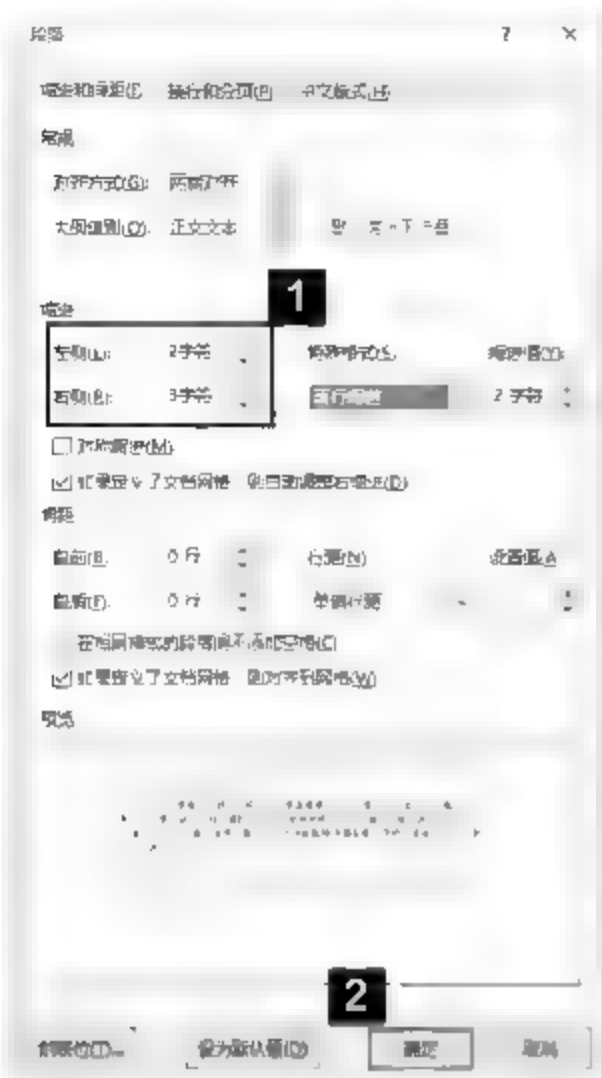 段落 ? ×
缩进和间距(I) 换行和分页(P) 中文版式(H)
常规
对齐方式(G): 两端对齐
大纲级别(O): 正文文本
1
缩进
左侧(L): 2字符 特殊格式(S): 缩进值(Y):
右侧(R): 3字符 首行缩进 2 字符
对称缩进(M)
如果定义了文档网格 则自动调整右缩进(D)
间距
段前(B): 0 行 行距(N) 设置值(A
段后(F): 0 行 单倍行距
在相同样式的段落间不添加空格(C)
如果定义了文档网格 则对齐到网格(W)
预览
2
制表位(T)... 设为默认值(D) 确定 取消